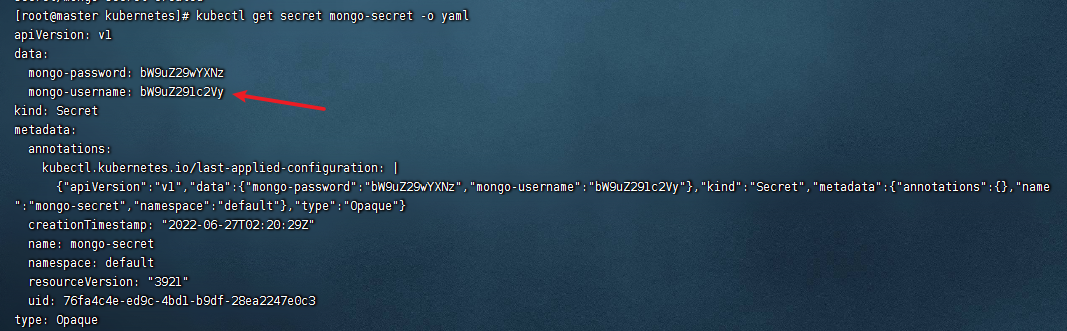 [root@master kubernetes]# kubectl get secret mongo-secret -o yaml
apiVersion: v1
data:
  mongo-password: bW9uZ29wYXNz
  mongo-username: bW9uZ291c2Vy
kind: Secret
metadata:
  annotations:
    kubectl.kubernetes.io/last-applied-configuration: |
      {"apiVersion":"v1","data":{"mongo-password":"bW9uZ29wYXNz","mongo-username":"bW9uZ291c2Vy"},"kind":"Secret","metadata":{"annotations":{},"name
":"mongo-secret","namespace":"default"},"type":"Opaque"}
  creationTimestamp: "2022-06-27T02:20:29Z"
  name: mongo-secret
  namespace: default
  resourceVersion: "3921"
  uid: 76fa4c4e-ed9c-4bd1-b9df-28ea2247e0c3
type: Opaque